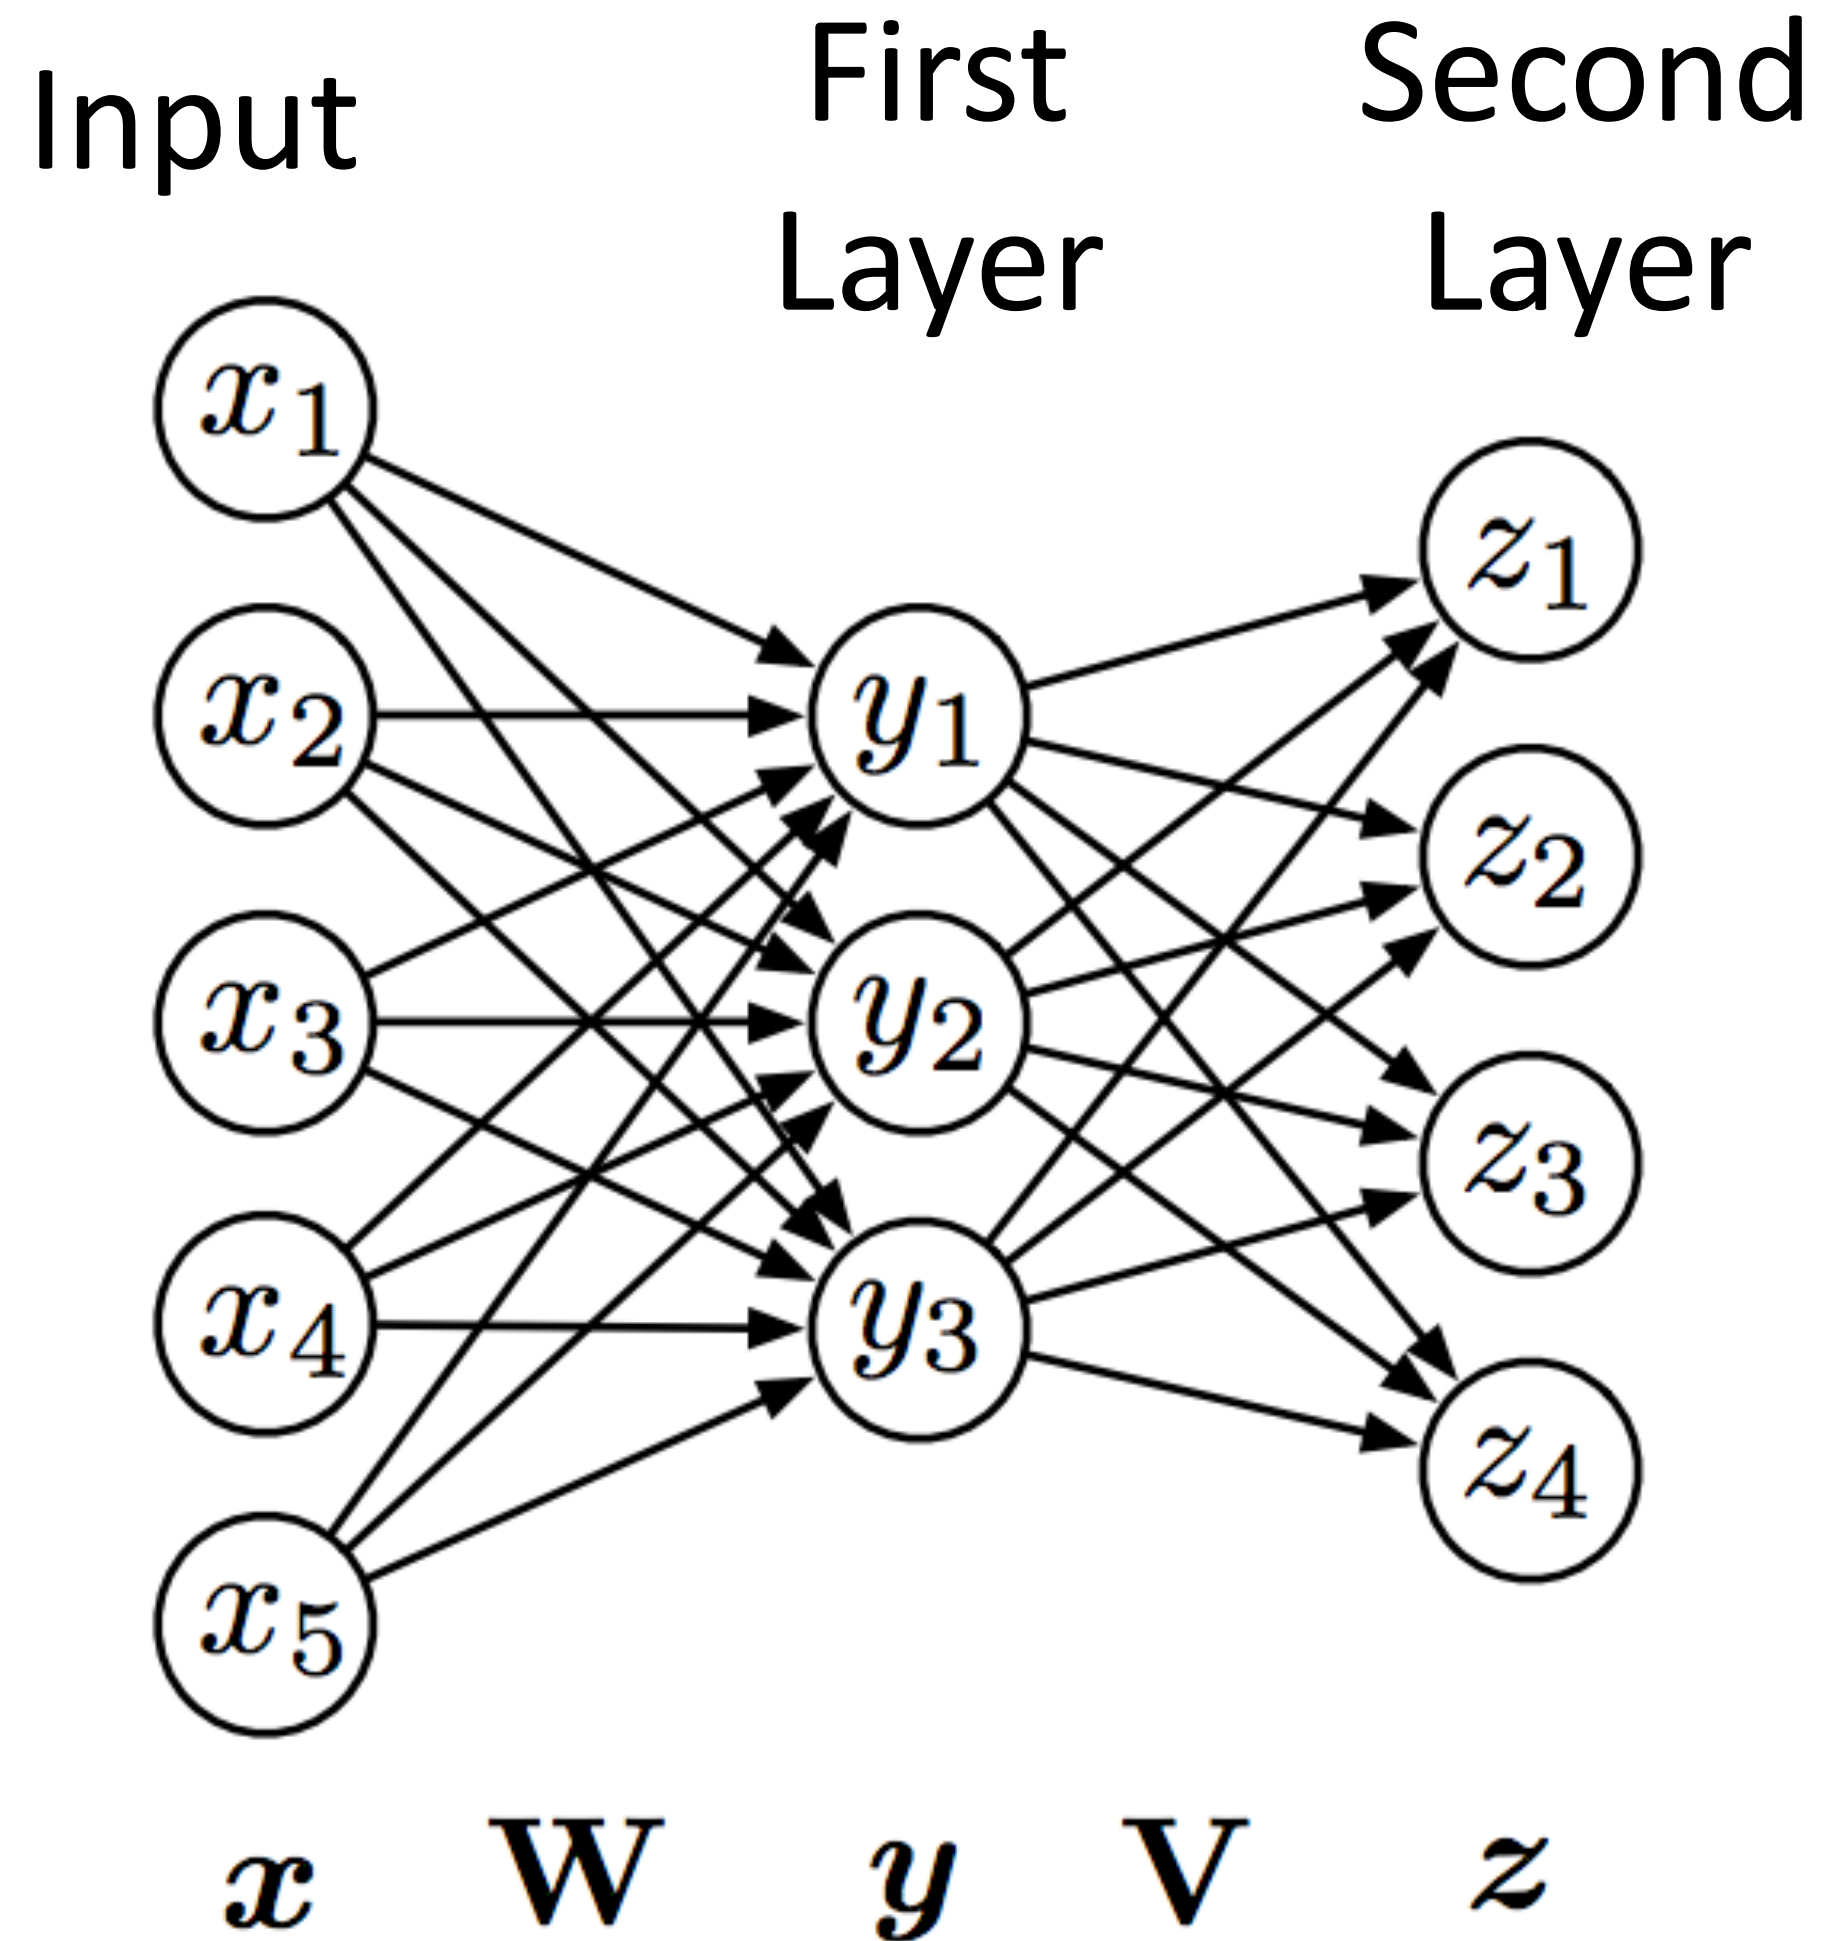 Input
First
Layer
Second
Layer
x₁
x₂
x₃
x₄
x₅
y₁
y₂
y₃
z₁
z₂
z₃
z₄
x W y V z